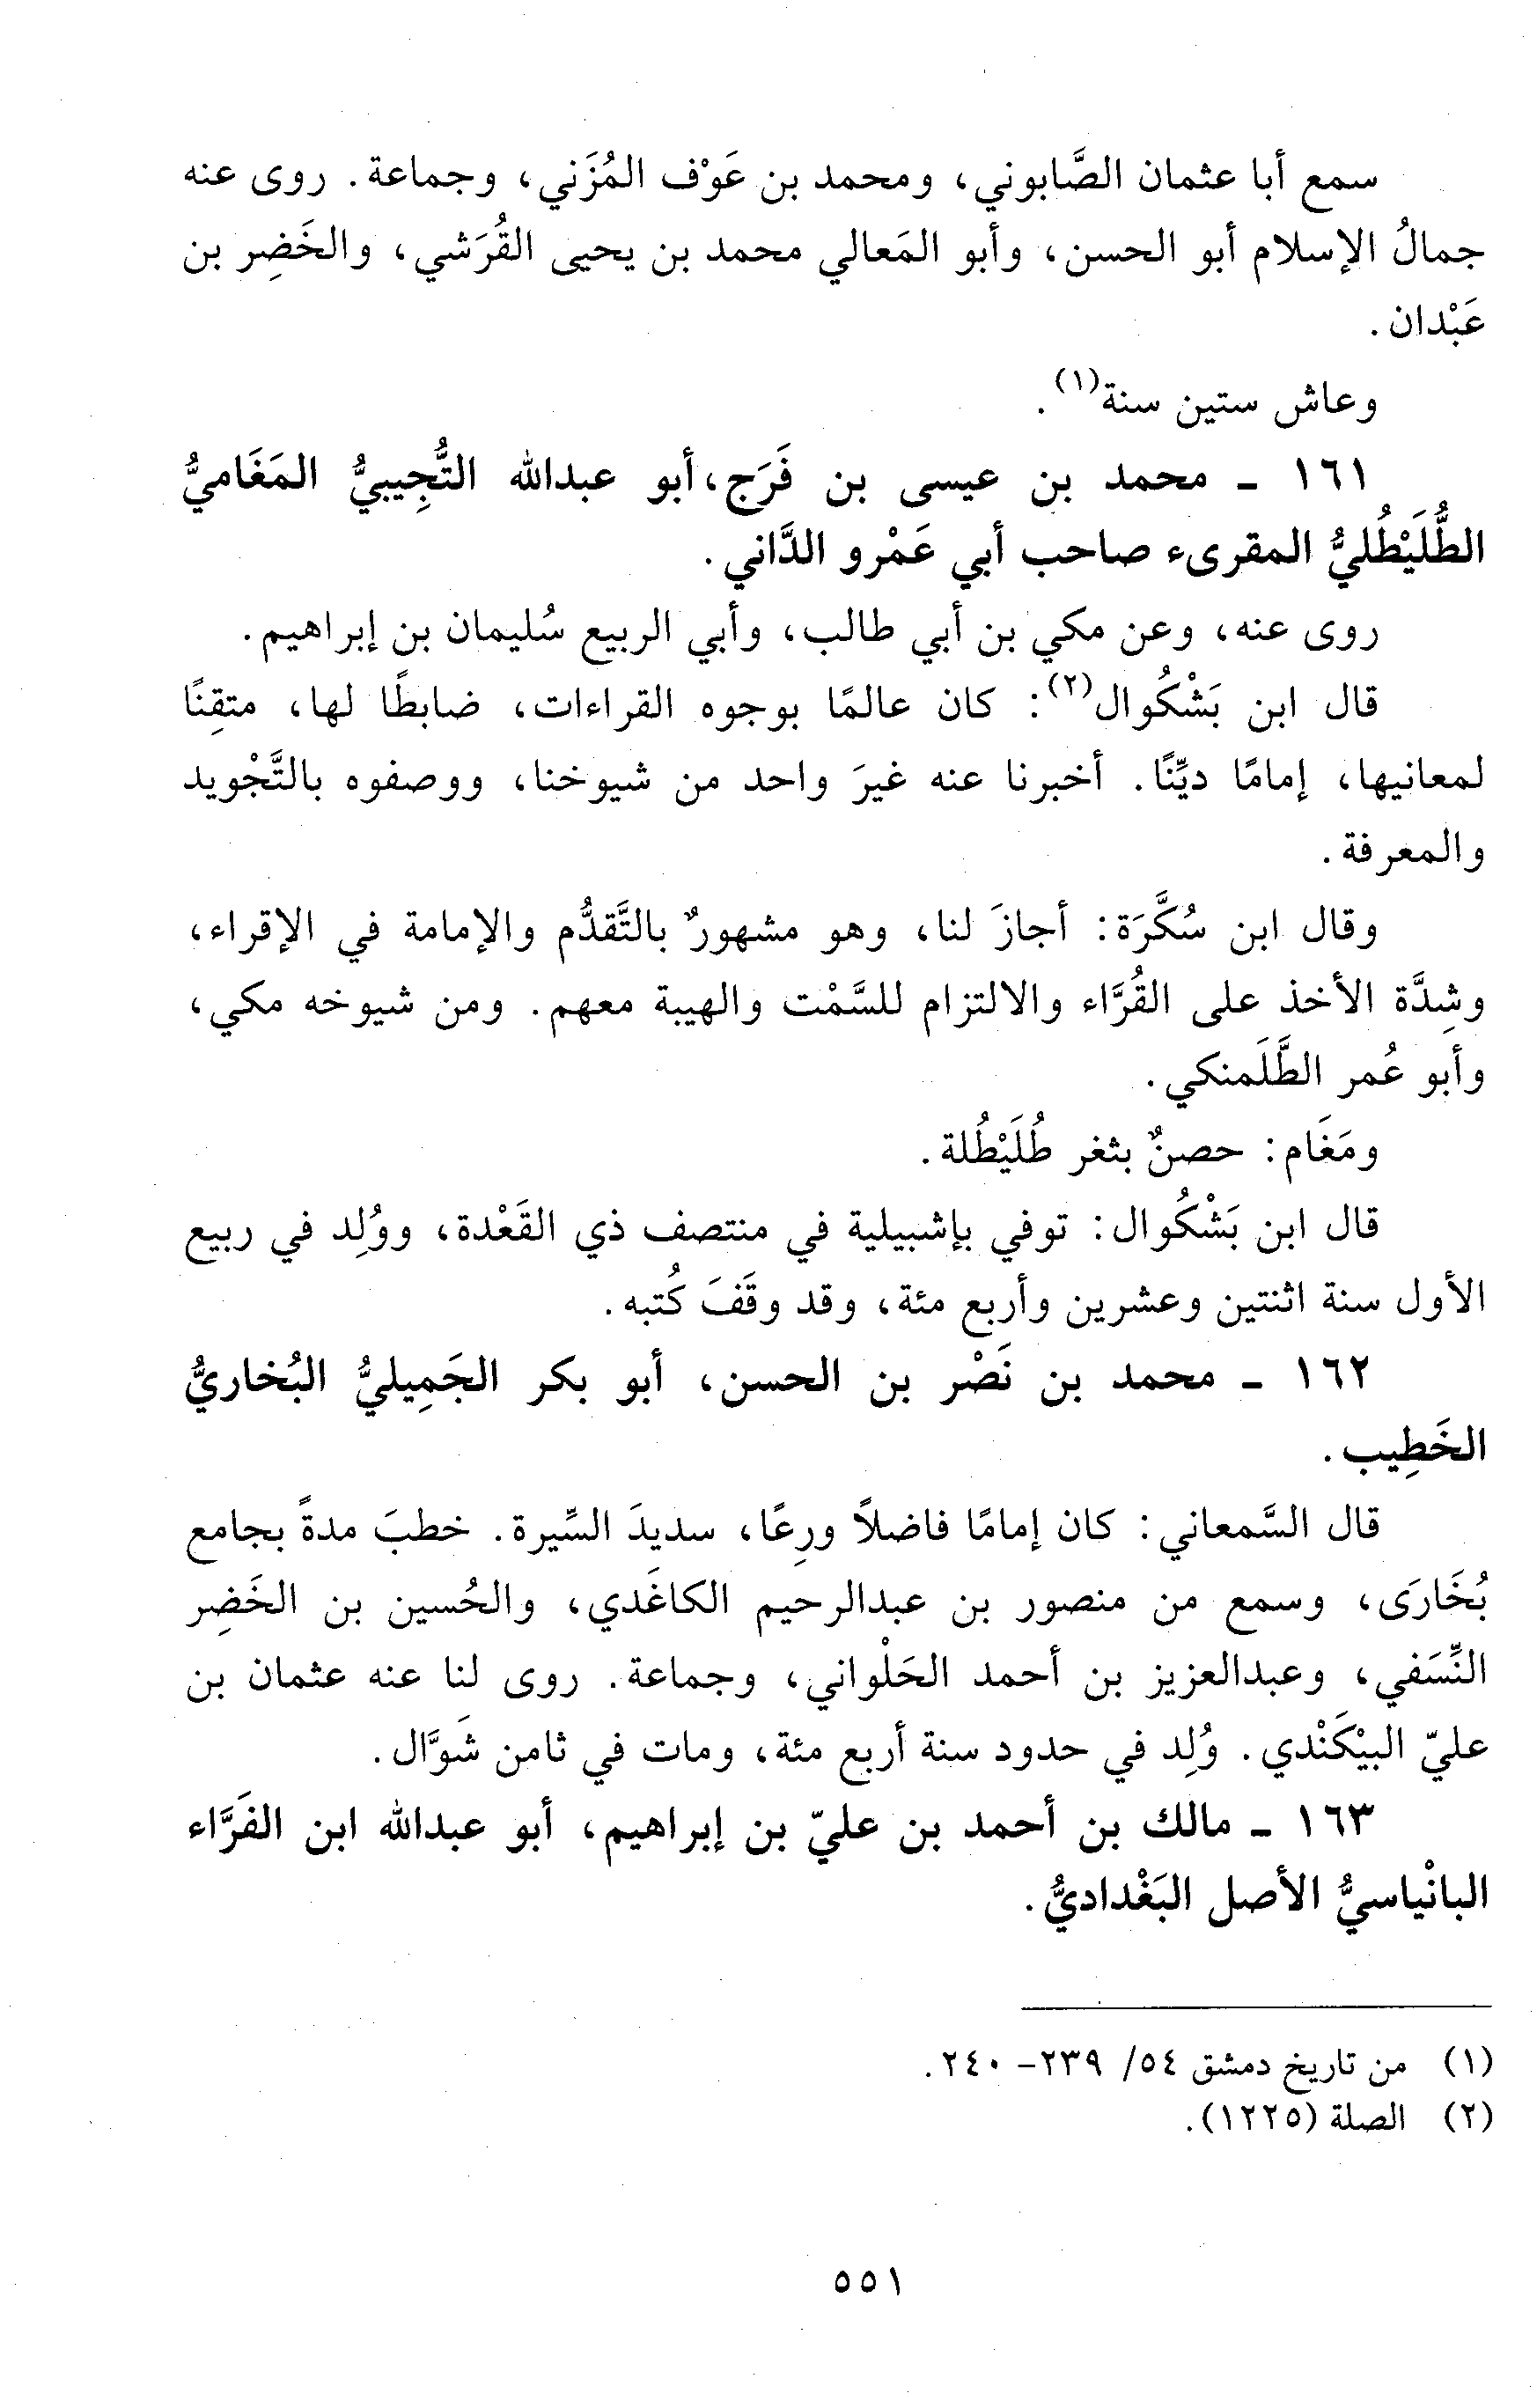 سمع أبا عثمان الصَّابوني، ومحمد بن عَوْف المُزَني، وجماعة. روى عنه
جمالُ الإسلام أبو الحسن، وأبو المَعالي محمد بن يحيى القُرَشي، والخَضِر بن
عَبْدان.
وعاش ستين سنة(١).
١٦١ ـ محمد بن عيسى بن فَرَج، أبو عبدالله التُّجِيبيُّ المَغَاميُّ
الطُّلَيْطُليُّ المقرىء صاحب أبي عَمْرو الدَّاني.
روى عنه، وعن مكي بن أبي طالب، وأبي الربيع سُليمان بن إبراهيم.
قال ابن بَشْكُوال(٢): كان عالمًا بوجوه القراءات، ضابطًا لها، متقِنًا
لمعانيها، إمامًا ديِّنًا. أخبرنا عنه غيرَ واحد من شيوخنا، ووصفوه بالتَّجْويد
والمعرفة.
وقال ابن سُكَّرَة: أجازَ لنا، وهو مشهورٌ بالتَّقدُّم والإمامة في الإقراء،
وشِدَّة الأخذ على القُرَّاء والالتزام للسَّمْت والهيبة معهم. ومن شيوخه مكي،
وأبو عُمر الطَّلَمنكي.
ومَغَام: حصنٌ بثغر طُلَيْطُلة.
قال ابن بَشْكُوال: توفي بإشبيلية في منتصف ذي القَعْدة، ووُلِد في ربيع
الأول سنة اثنتين وعشرين وأربع مئة، وقد وقَفَ كُتبه.
١٦٢ ـ محمد بن نَصْر بن الحسن، أبو بكر الجَمِيليُّ البُخاريُّ
الخَطِيب.
قال السَّمعاني: كان إمامًا فاضلاً ورِعًا، سديدَ السِّيرة. خطبَ مدةً بجامع
بُخَارَى، وسمع من منصور بن عبدالرحيم الكاغَدي، والحُسين بن الخَضِر
النِّسَفي، وعبدالعزيز بن أحمد الحَلْواني، وجماعة. روى لنا عنه عثمان بن
عليّ البيْكَنْدي. وُلِد في حدود سنة أربع مئة، ومات في ثامن شَوَّال.
١٦٣ ـ مالك بن أحمد بن عليّ بن إبراهيم، أبو عبدالله ابن الفَرَّاء
البانْياسيُّ الأصل البَغْداديُّ.
(١) من تاريخ دمشق ٥٤/ ٢٣٩- ٢٤٠.
(٢) الصلة (١٢٢٥).
٥٥١